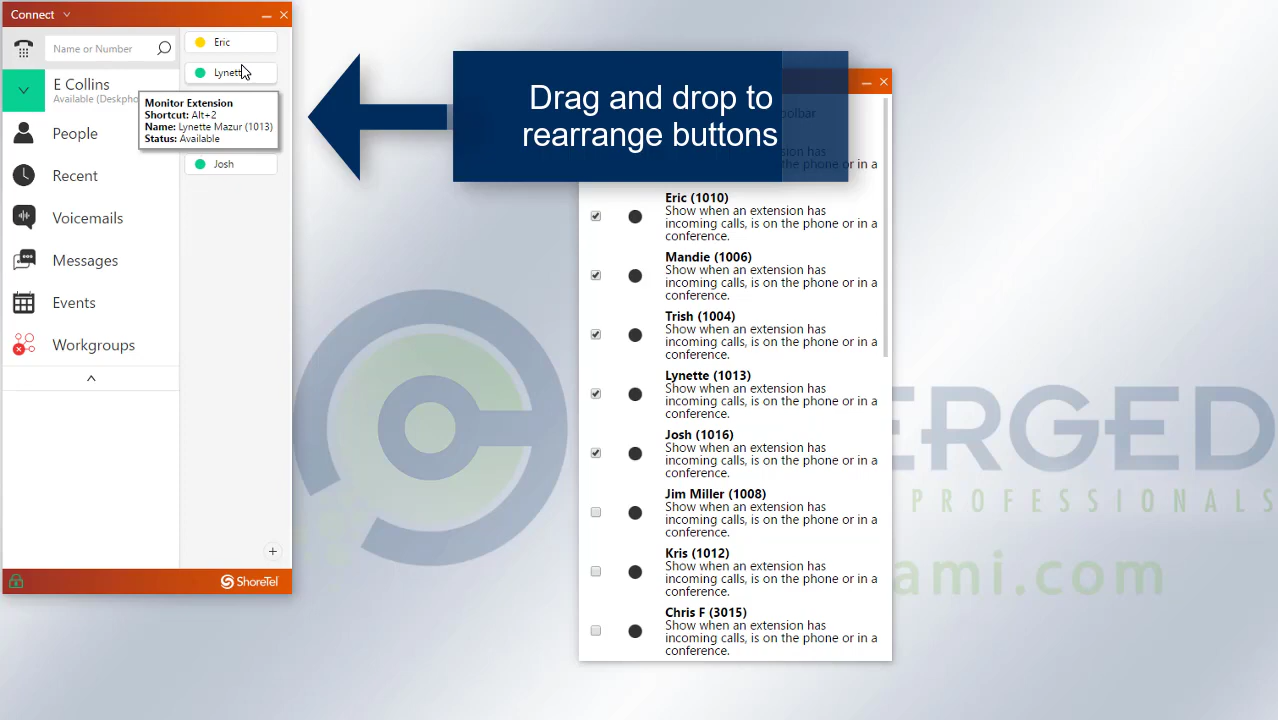 Connect
Name or Number
E Collins
Available (Deskpho
People
Recent
Voicemails
Messages
Events
Workgroups
ShoreTel
Eric
Lynette
Monitor Extension
Shortcut: Alt+2
Name: Lynette Mazur (1013)
Status: Available
Josh
+
Drag and drop to
rearrange buttons
olbar
has
the phone or in a
Eric (1010)
Show when an extension has
incoming calls, is on the phone or in a
conference.
Mandie (1006)
Show when an extension has
incoming calls, is on the phone or in a
conference.
Trish (1004)
Show when an extension has
incoming calls, is on the phone or in a
conference.
Lynette (1013)
Show when an extension has
incoming calls, is on the phone or in a
conference.
Josh (1016)
Show when an extension has
incoming calls, is on the phone or in a
conference.
Jim Miller (1008)
Show when an extension has
incoming calls, is on the phone or in a
conference.
Kris (1012)
Show when an extension has
incoming calls, is on the phone or in a
conference.
Chris F (3015)
Show when an extension has
incoming calls, is on the phone or in a
conference.
ERGED
PROFESSIONALS
ami.com